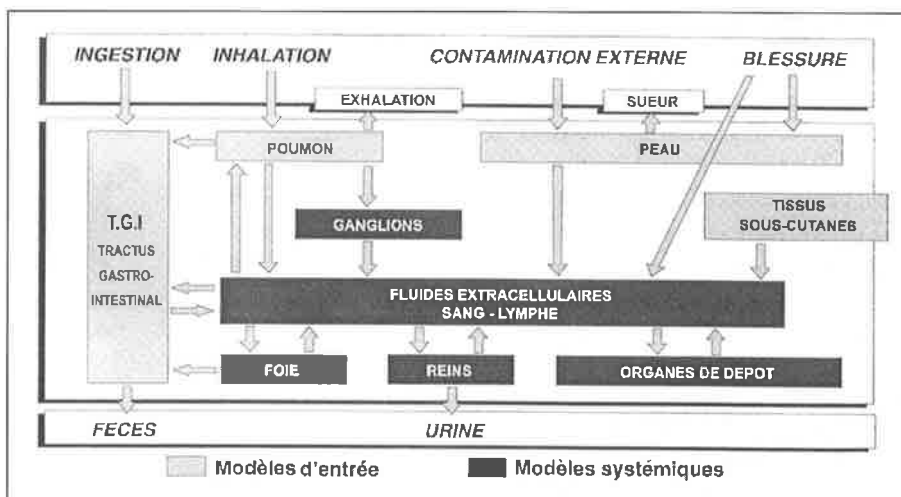 INGESTION INHALATION CONTAMINATION EXTERNE BLESSURE
EXHALATION SUEUR
POUMON PEAU
T.G.I
TRACTUS
GASTRO-
INTESTINAL
GANGLIONS
TISSUS
SOUS-CUTANES
FLUIDES EXTRACELLULAIRES
SANG - LYMPHE
FOIE REINS ORGANES DE DEPOT
FECES URINE
Modèles d'entrée Modèles systémiques